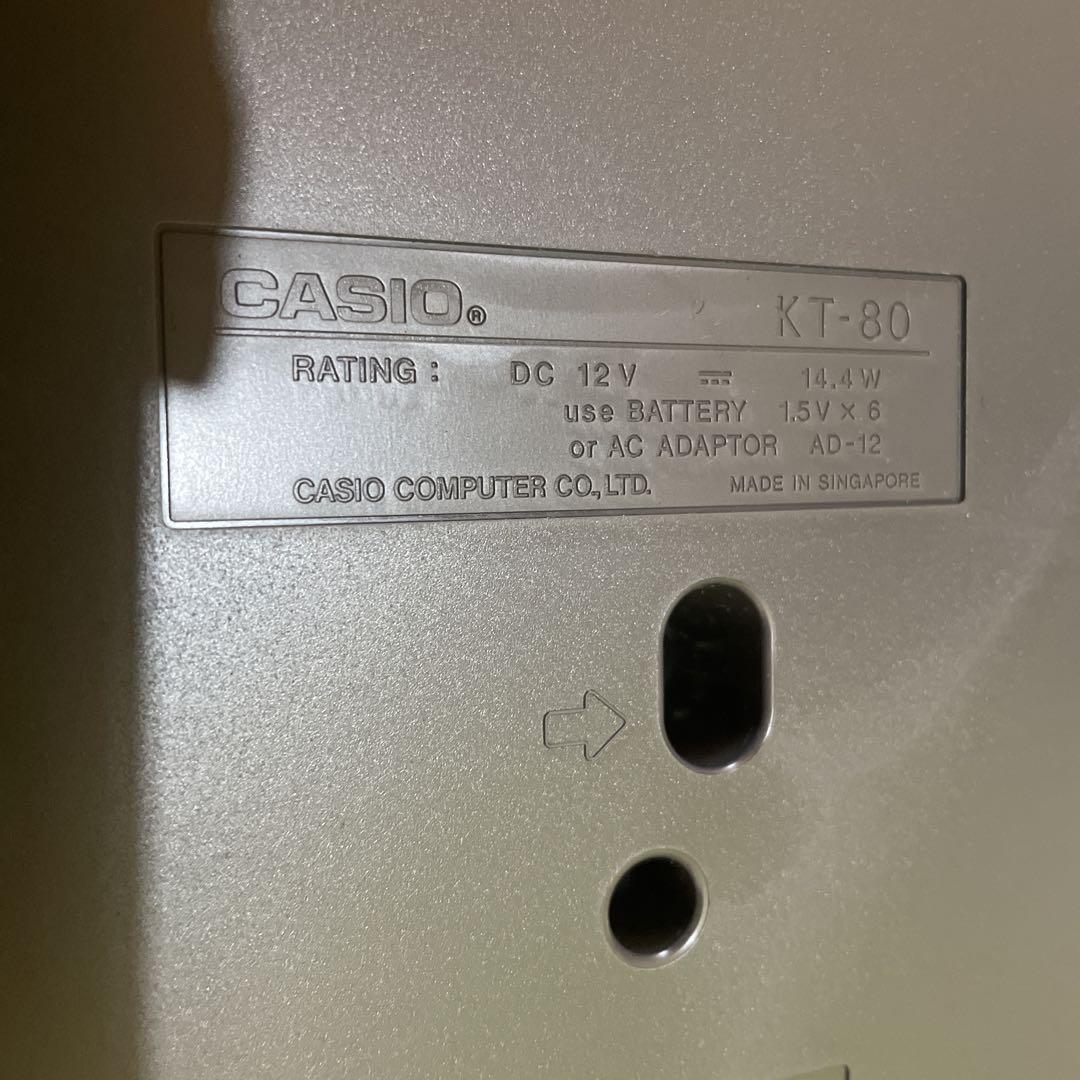 CASIO® KT-80
RATING : DC 12V ⎓ 14.4W
use BATTERY 1.5V × 6
or AC ADAPTOR AD-12
CASIO COMPUTER CO., LTD. MADE IN SINGAPORE